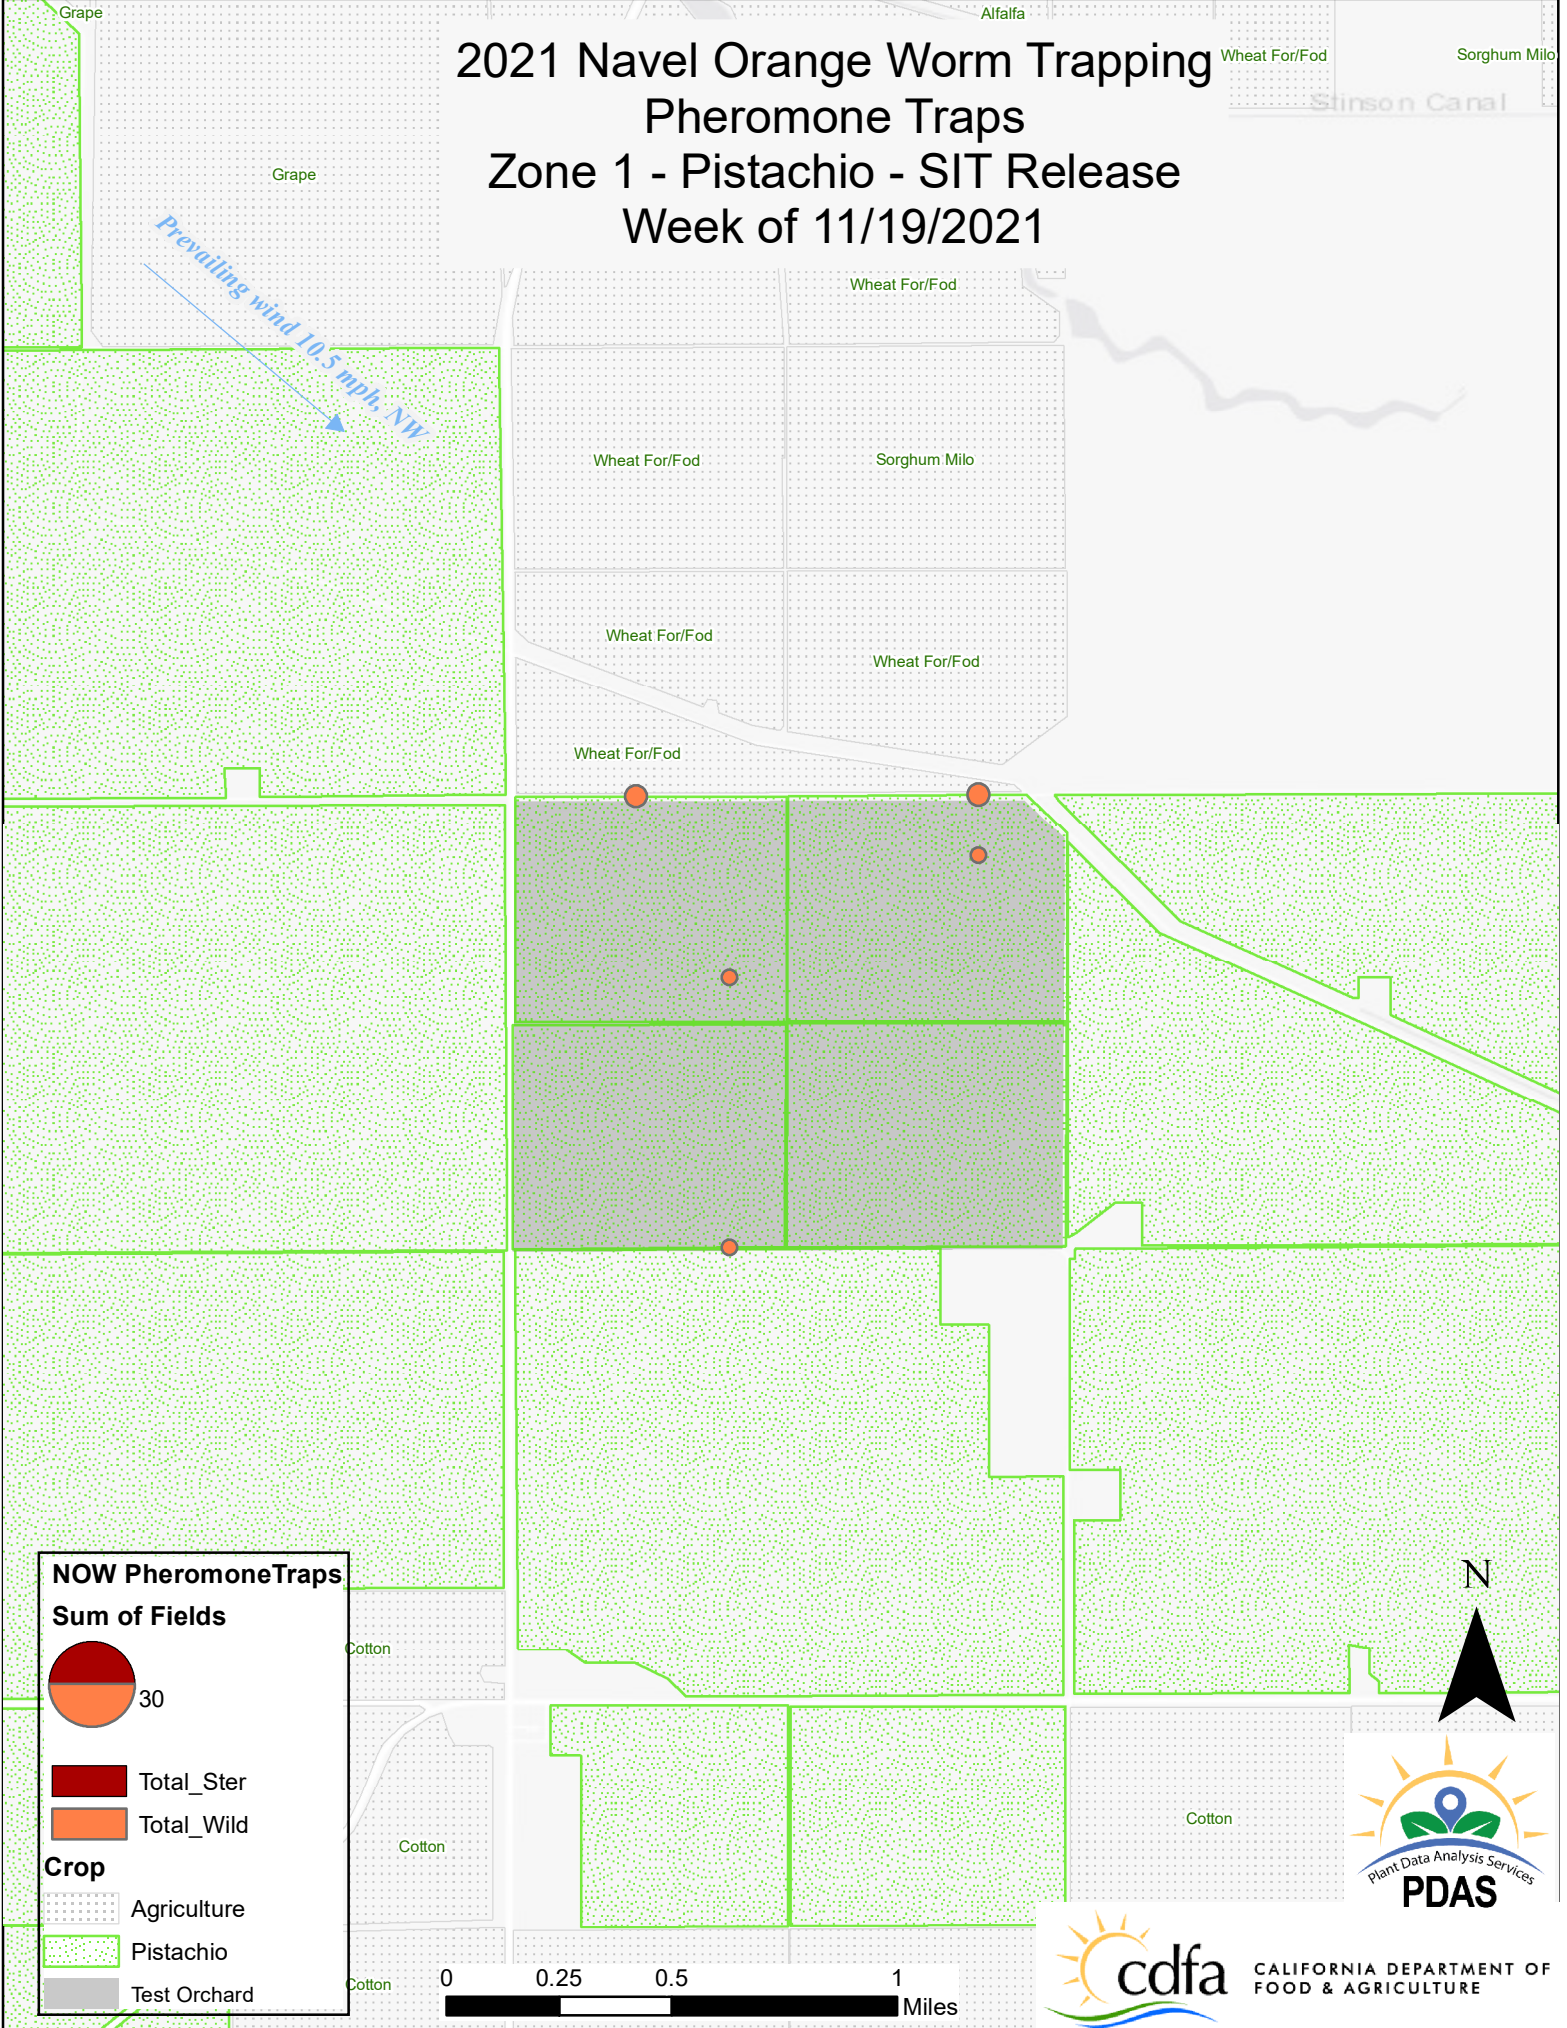 Grape
Alfalfa
2021 Navel Orange Worm Trapping
Pheromone Traps
Zone 1 - Pistachio - SIT Release
Week of 11/19/2021
Wheat For/Fod
Sorghum Milo
Stinson Canal
Grape
Prevailing wind 10.5 mph, NW
Wheat For/Fod
Wheat For/Fod
Sorghum Milo
Wheat For/Fod
Wheat For/Fod
Wheat For/Fod
NOW PheromoneTraps
Sum of Fields
30
Total_Ster
Total_Wild
Crop
Agriculture
Pistachio
Test Orchard
Cotton
Cotton
Cotton
Cotton
0 0.25 0.5 1
Miles
N
Plant Data Analysis Services
PDAS
cdfa
CALIFORNIA DEPARTMENT OF
FOOD & AGRICULTURE